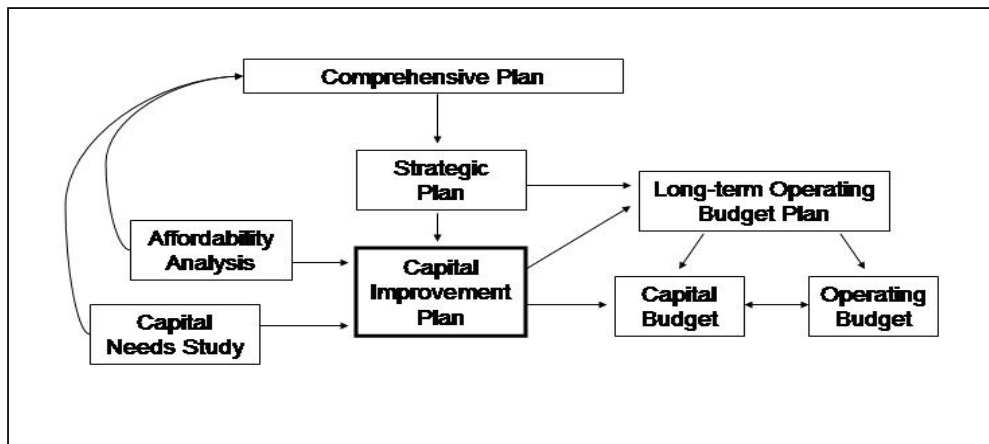 Comprehensive Plan
Strategic
Plan
Long-term Operating
Budget Plan
Affordability
Analysis
Capital
Improvement
Plan
Capital
Budget
Operating
Budget
Capital
Needs Study